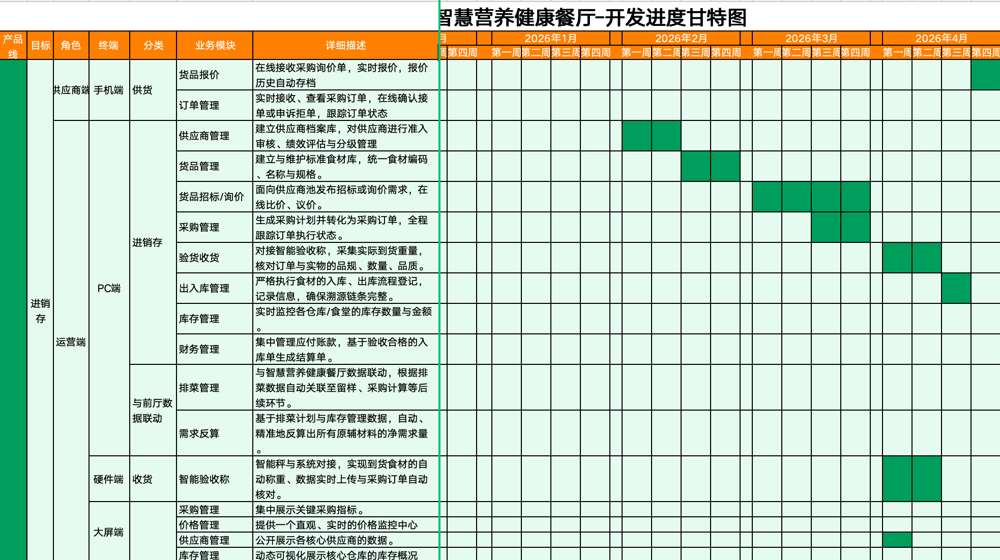 智慧营养健康餐厅-开发进度甘特图
产品
线
目标
角色
终端
分类
业务模块
详细描述
月
2026年1月
2026年2月
2026年3月
2026年4月
周
第四周
第一周
第二周
第三周
第四周
第一周
第二周
第三周
第四周
第一周
第二周
第三周
第四周
第一周
第二周
第三周
第四周
进销
存
供应商端
手机端
供货
货品报价
在线接收采购询价单，实时报价，报价
历史自动存档
订单管理
实时接收、查看采购订单，在线确认接
单或申诉拒单，跟踪订单状态
运营端
PC端
进销存
供应商管理
建立供应商档案库，对供应商进行准入
审核、绩效评估与分级管理
货品管理
建立与维护标准食材库，统一食材编码
、名称与规格。
货品招标/询价
面向供应商池发布招标或询价需求，在
线比价、议价。
采购管理
生成采购计划并转化为采购订单，全程
跟踪订单执行状态。
验货收货
对接智能验收称，采集实际到货重量，
核对订单与实物的品规、数量、品质。
出入库管理
严格执行食材的入库、出库流程登记，
记录信息，确保溯源链条完整。
库存管理
实时监控各仓库/食堂的库存数量与金额
。
财务管理
集中管理应付账款，基于验收合格的入
库单生成结算单。
与前厅数
据联动
排菜管理
与智慧营养健康餐厅数据联动，根据排
菜数据自动关联至留样、采购计算等后
续环节。
需求反算
基于排菜计划与库存管理数据，自动、
精准地反算出所有原辅材料的净需求量
。
硬件端
收货
智能验收称
智能秤与系统对接，实现到货食材的自
动称重、数据实时上传与采购订单自动
核对。
大屏端
采购管理
集中展示关键采购指标。
价格管理
提供一个直观、实时的价格监控中心
供应商管理
公开展示各核心供应商的数据。
库存管理
动态可视化展示核心仓库的库存概况